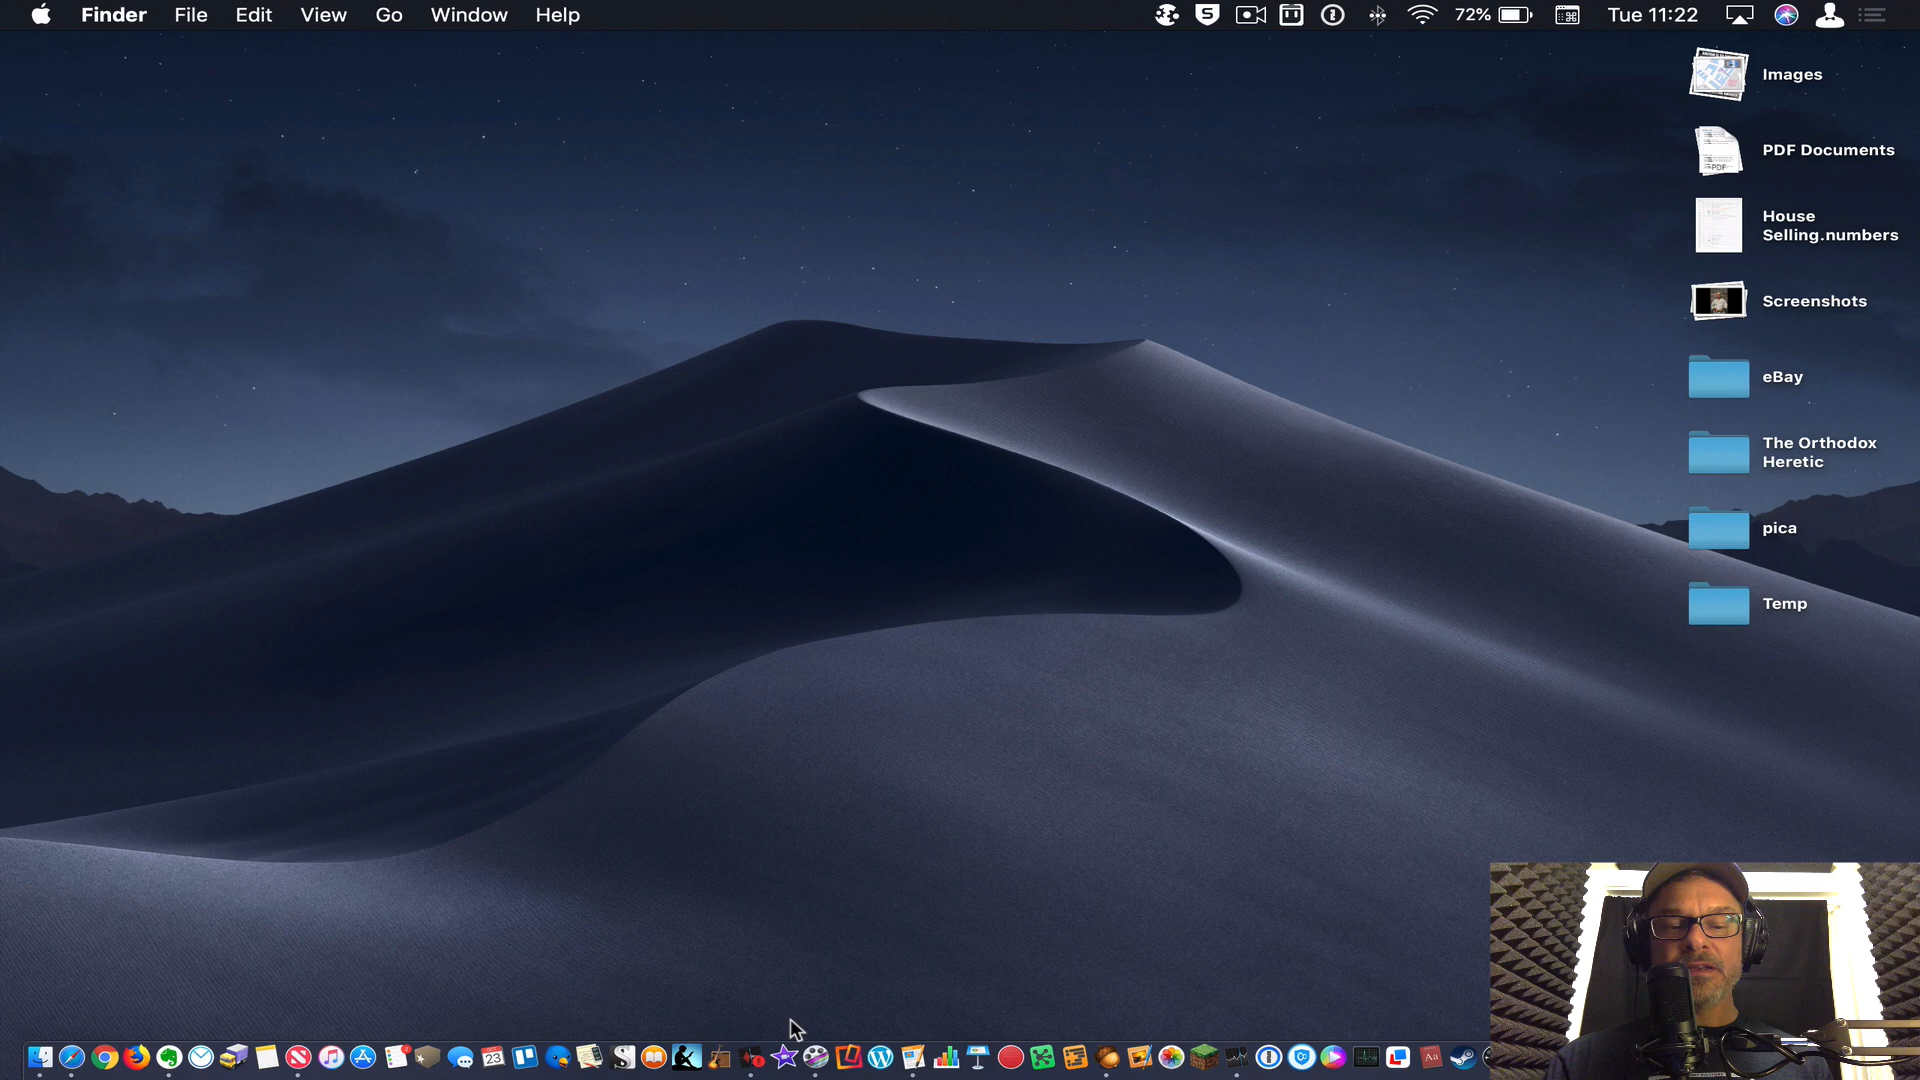 Finder File Edit View Go Window Help 72% Tue 11:22
Images
PDF Documents
House
Selling.numbers
Screenshots
eBay
The Orthodox
Heretic
pica
Temp
23